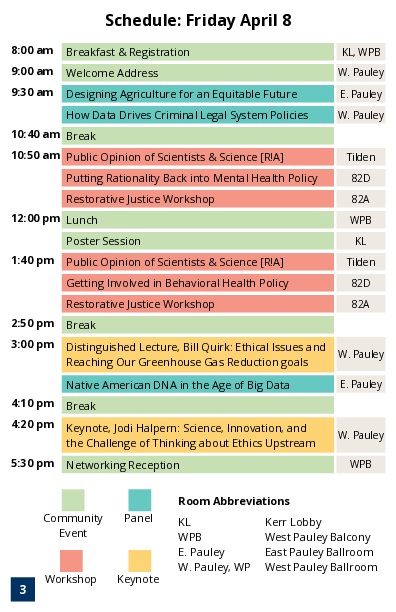 Schedule: Friday April 8
8:00 am Breakfast & Registration KL, WPB
9:00 am Welcome Address W. Pauley
9:30 am Designing Agriculture for an Equitable Future E. Pauley
How Data Drives Criminal Legal System Policies W. Pauley
10:40 am Break
10:50 am Public Opinion of Scientists & Science [R!A] Tilden
Putting Rationality Back into Mental Health Policy 82D
Restorative Justice Workshop 82A
12:00 pm Lunch WPB
Poster Session KL
1:40 pm Public Opinion of Scientists & Science [R!A] Tilden
Getting Involved in Behavioral Health Policy 82D
Restorative Justice Workshop 82A
2:50 pm Break
3:00 pm Distinguished Lecture, Bill Quirk: Ethical Issues and
Reaching Our Greenhouse Gas Reduction goals W. Pauley
Native American DNA in the Age of Big Data E. Pauley
4:10 pm Break
4:20 pm Keynote, Jodi Halpern: Science, Innovation, and
the Challenge of Thinking about Ethics Upstream W. Pauley
5:30 pm Networking Reception WPB
Community
Event
Panel
Workshop
Keynote
Room Abbreviations
KL Kerr Lobby
WPB West Pauley Balcony
E. Pauley East Pauley Ballroom
W. Pauley, WP West Pauley Ballroom
3